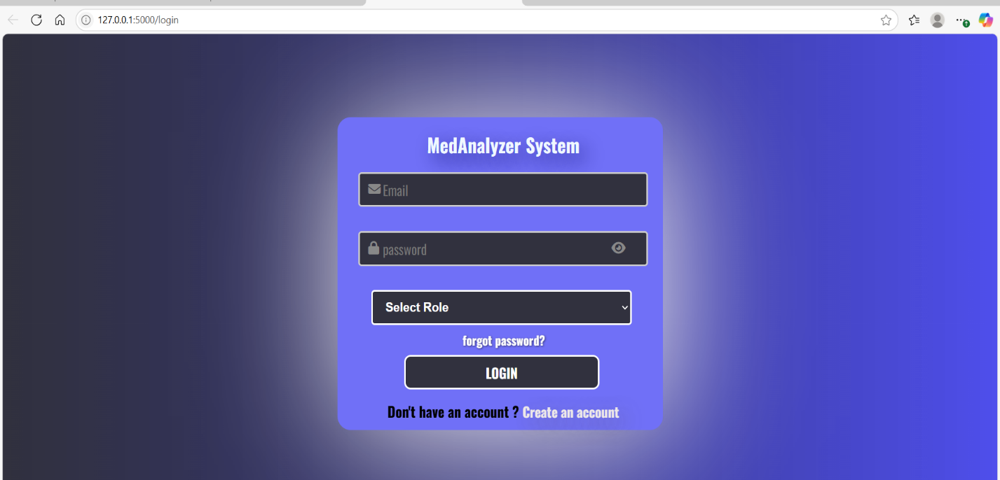 127.0.0.1:5000/login
MedAnalyzer System
Email
password
Select Role
forgot password?
LOGIN
Don't have an account ? Create an account